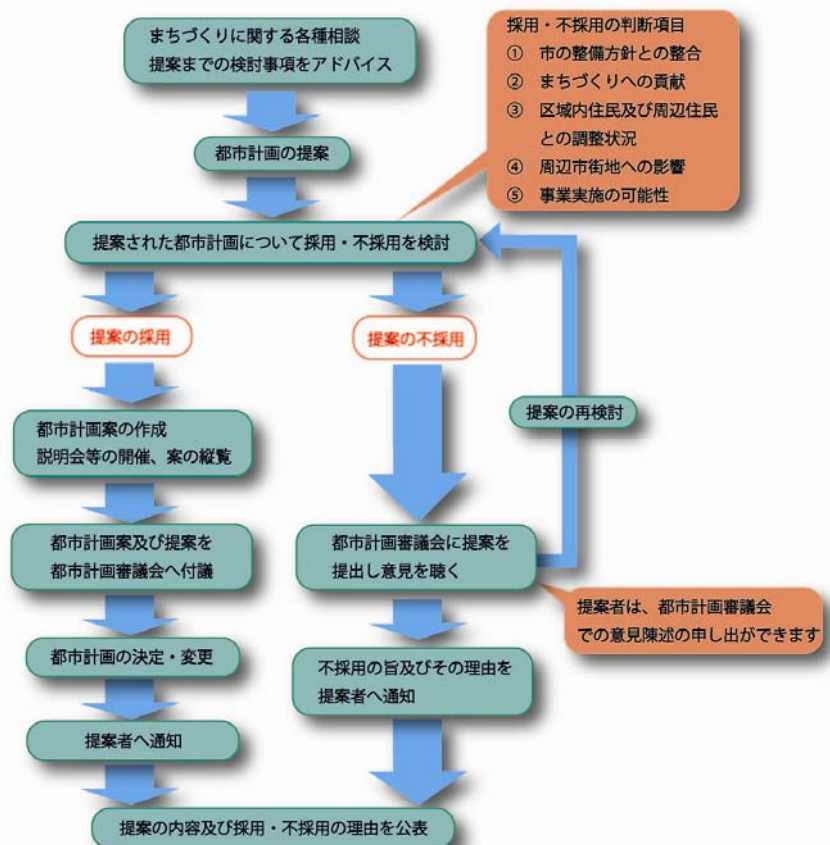 まちづくりに関する各種相談
提案までの検討事項をアドバイス
都市計画の提案
採用・不採用の判断項目
① 市の整備方針との整合
② まちづくりへの貢献
③ 区域内住民及び周辺住民
との調整状況
④ 周辺市街地への影響
⑤ 事業実施の可能性
提案された都市計画について採用・不採用を検討
提案の採用
提案の不採用
提案の再検討
都市計画案の作成
説明会等の開催、案の縦覧
都市計画案及び提案を
都市計画審議会へ付議
都市計画審議会に提案を
提出し意見を聴く
提案者は、都市計画審議会
での意見陳述の申し出ができます
都市計画の決定・変更
不採用の旨及びその理由を
提案者へ通知
提案者へ通知
提案の内容及び採用・不採用の理由を公表